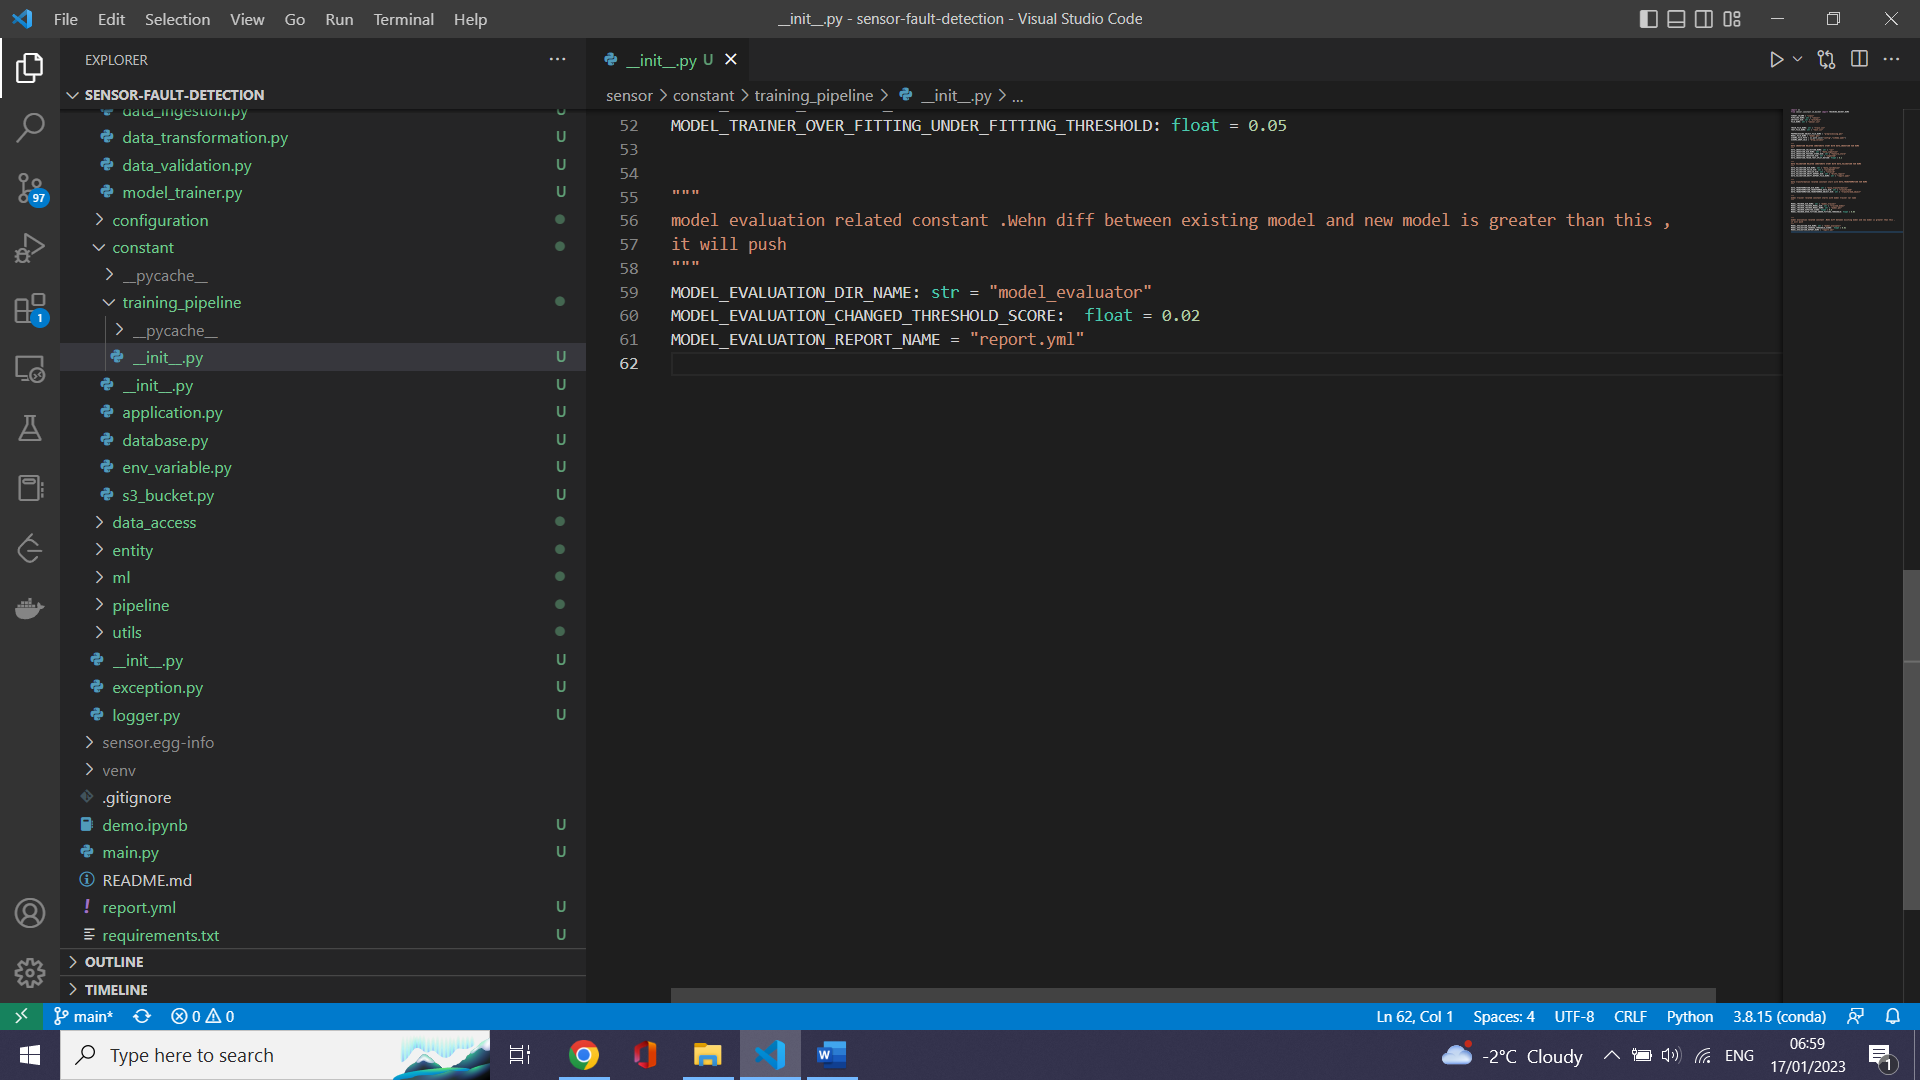 File Edit Selection View Go Run Terminal Help
__init__.py - sensor-fault-detection - Visual Studio Code
EXPLORER
SENSOR-FAULT-DETECTION
data_ingestion.py U
data_transformation.py U
data_validation.py U
model_trainer.py U
configuration
constant
__pycache__
training_pipeline
__pycache__
__init__.py U
__init__.py U
application.py U
database.py U
env_variable.py U
s3_bucket.py U
data_access
entity
ml
pipeline
utils
__init__.py U
exception.py U
logger.py U
sensor.egg-info
venv
.gitignore
demo.ipynb U
main.py U
README.md
report.yml U
requirements.txt U
OUTLINE
TIMELINE
97
1
__init__.py U
sensor > constant > training_pipeline > __init__.py > ...
52 MODEL_TRAINER_OVER_FITTING_UNDER_FITTING_THRESHOLD: float = 0.05
53
54
55 """
56 model evaluation related constant .Wehn diff between existing model and new model is greater than this ,
57 it will push
58 """
59 MODEL_EVALUATION_DIR_NAME: str = "model_evaluator"
60 MODEL_EVALUATION_CHANGED_THRESHOLD_SCORE:  float = 0.02
61 MODEL_EVALUATION_REPORT_NAME = "report.yml"
62
main* 0 0
Ln 62, Col 1 Spaces: 4 UTF-8 CRLF Python 3.8.15 (conda)
Type here to search
-2°C Cloudy
ENG
06:59
17/01/2023
1